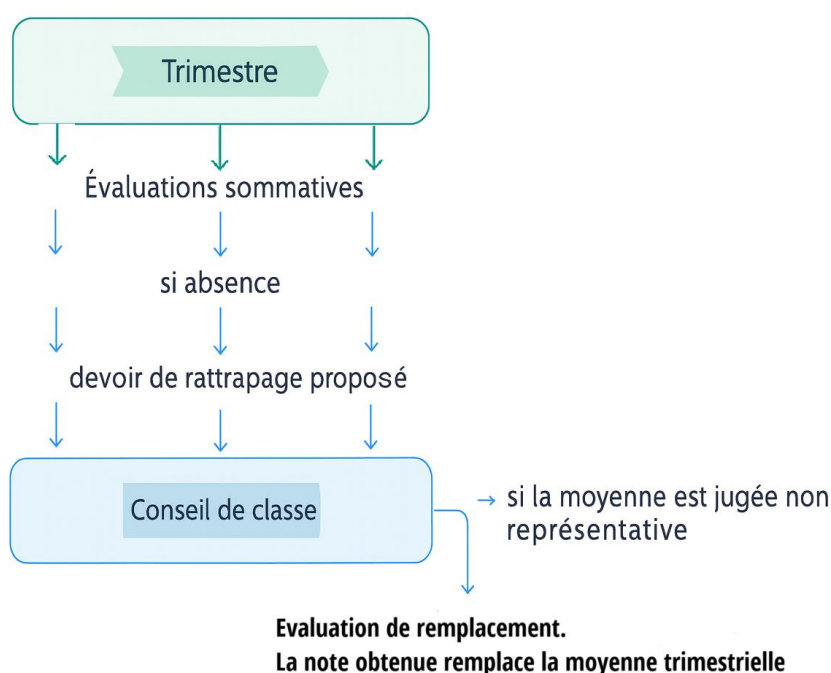 Trimestre
Évaluations sommatives
si absence
devoir de rattrapage proposé
Conseil de classe
→ si la moyenne est jugée non
représentative
Evaluation de remplacement.
La note obtenue remplace la moyenne trimestrielle